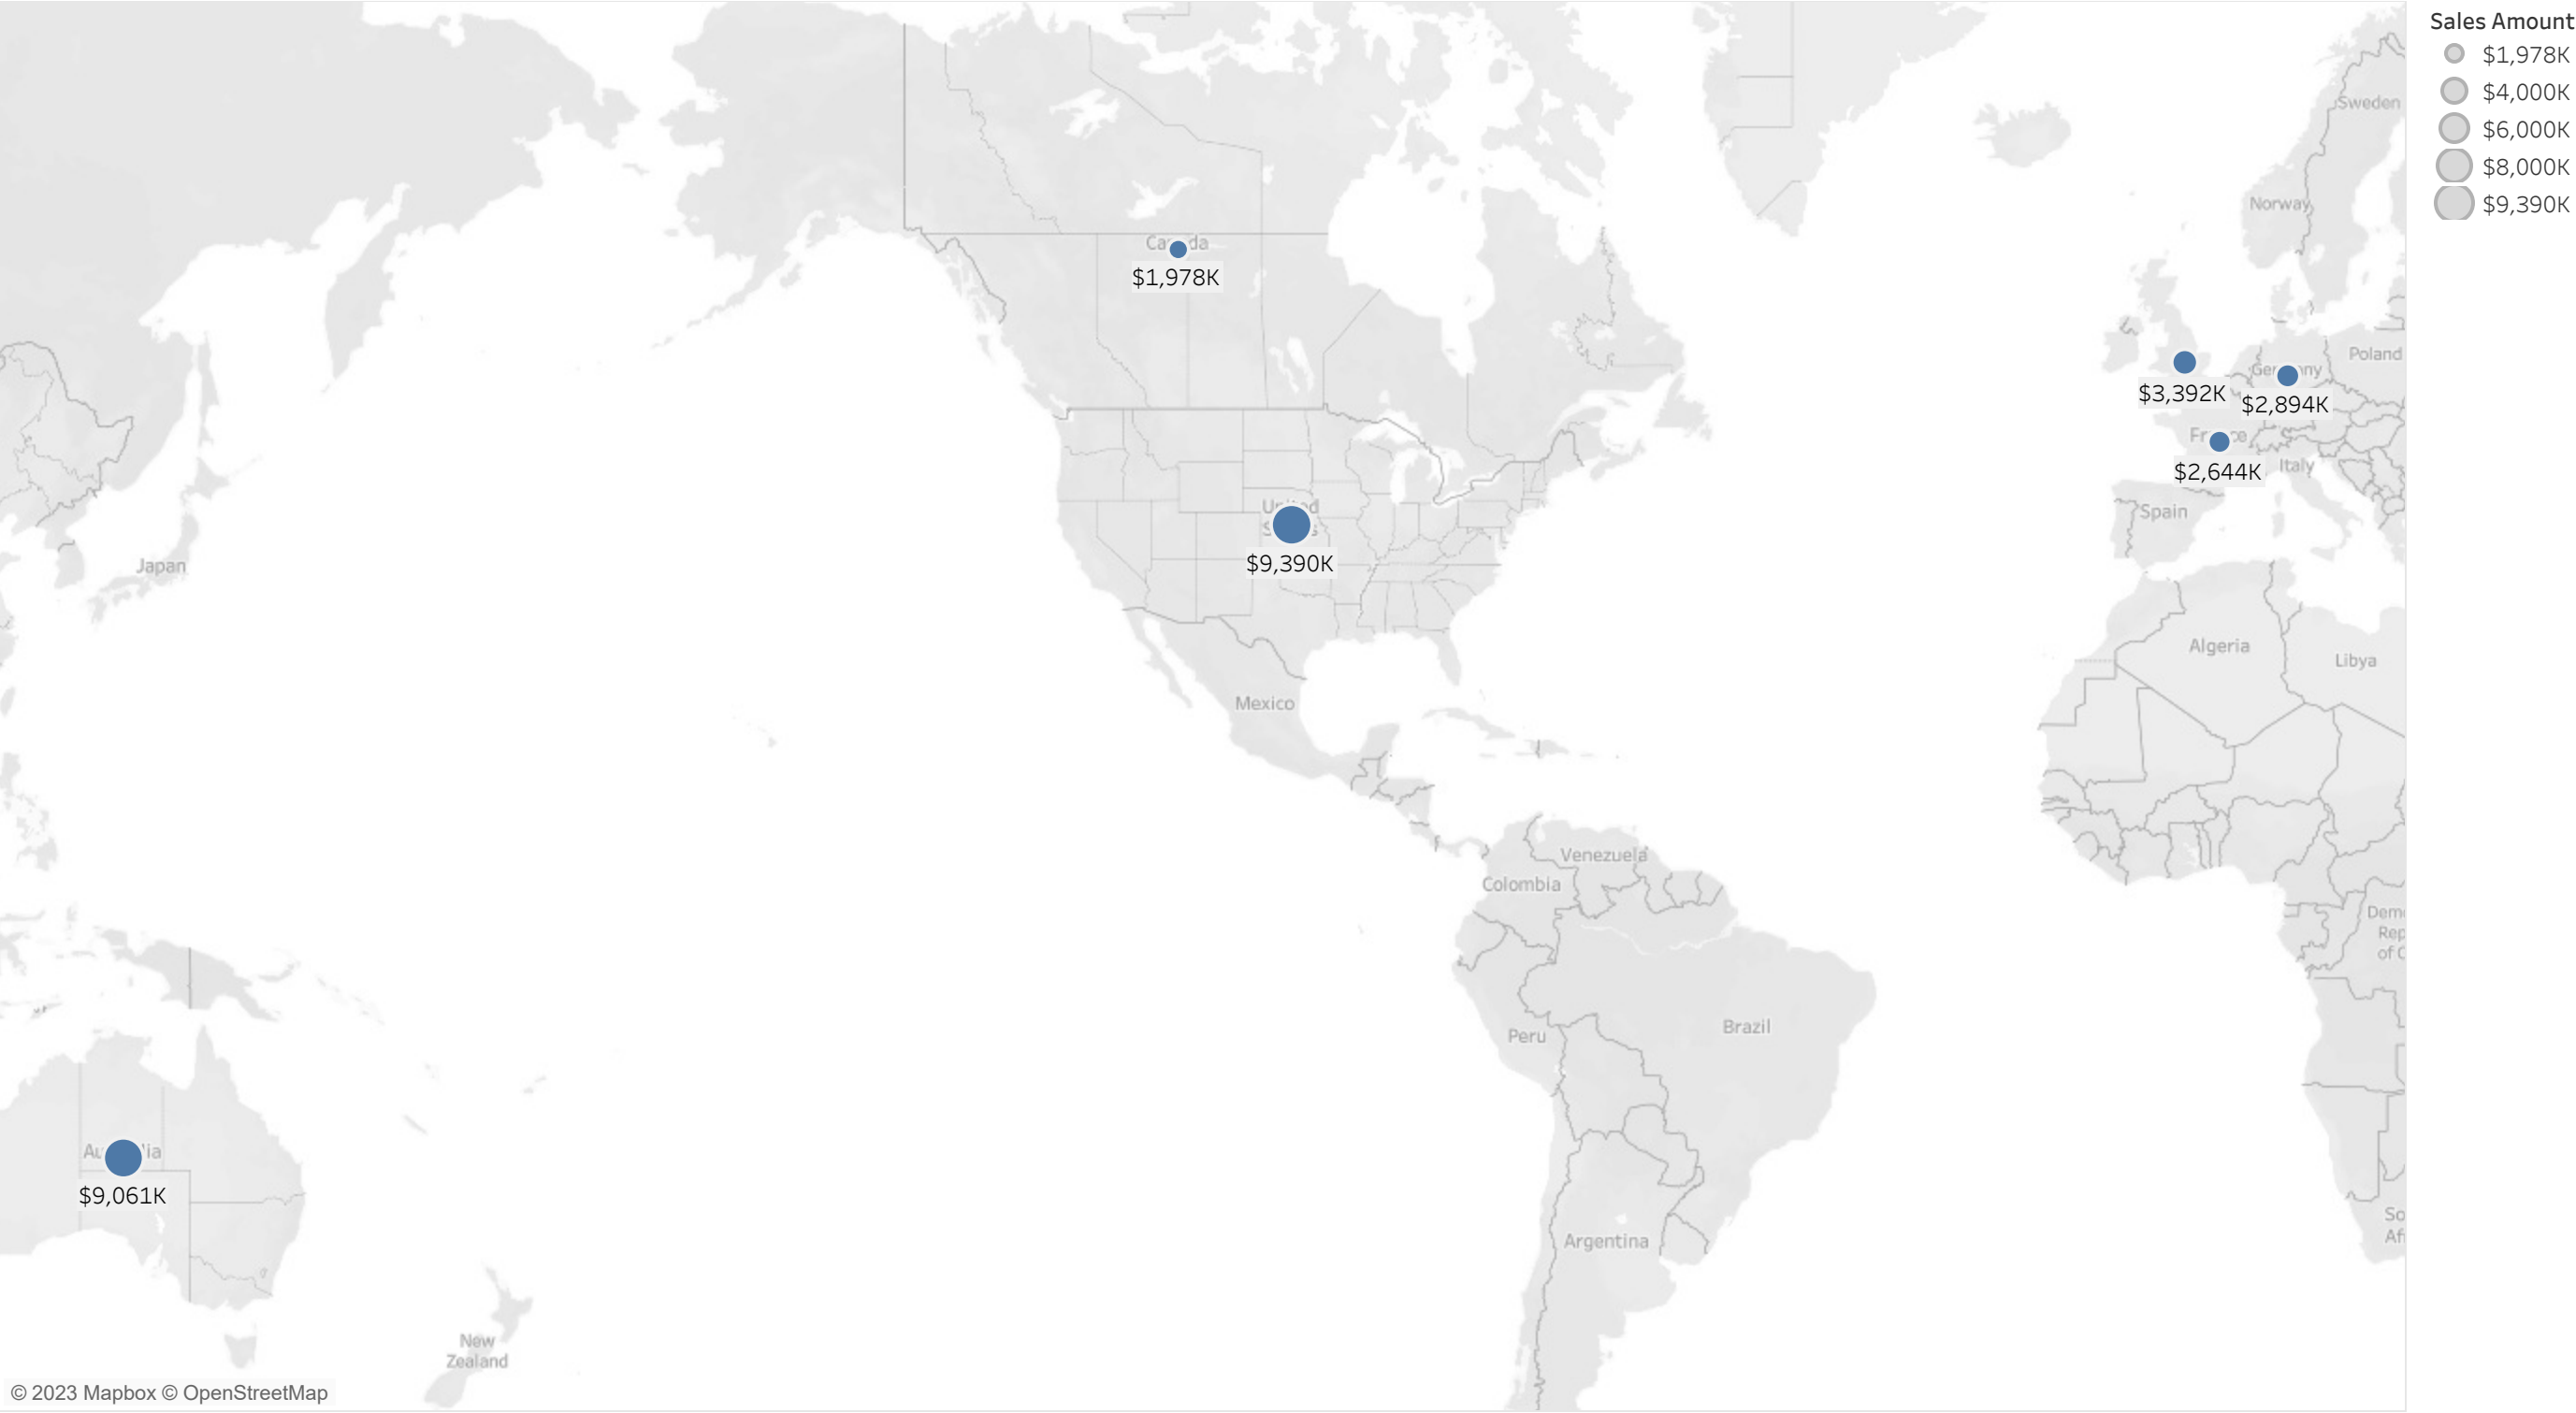 Sales Amount
$1,978K
$4,000K
$6,000K
$8,000K
$9,390K
Sweden
Norway
$1,978K
Poland
$3,392K
$2,894K
$2,644K
Italy
Spain
$9,390K
Japan
Algeria
Libya
Mexico
Venezuela
Colombia
Peru
Brazil
$9,061K
Argentina
New
Zealand
© 2023 Mapbox © OpenStreetMap